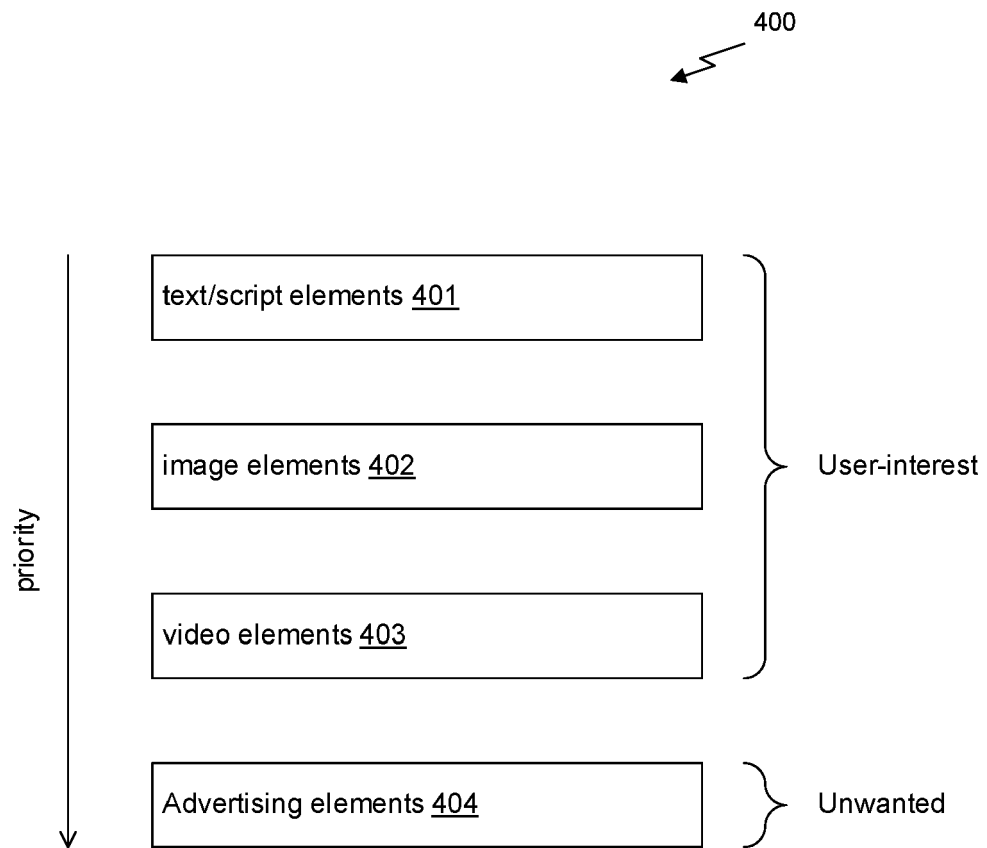 400
text/script elements 401
image elements 402
User-interest
priority
video elements 403
Advertising elements 404
Unwanted